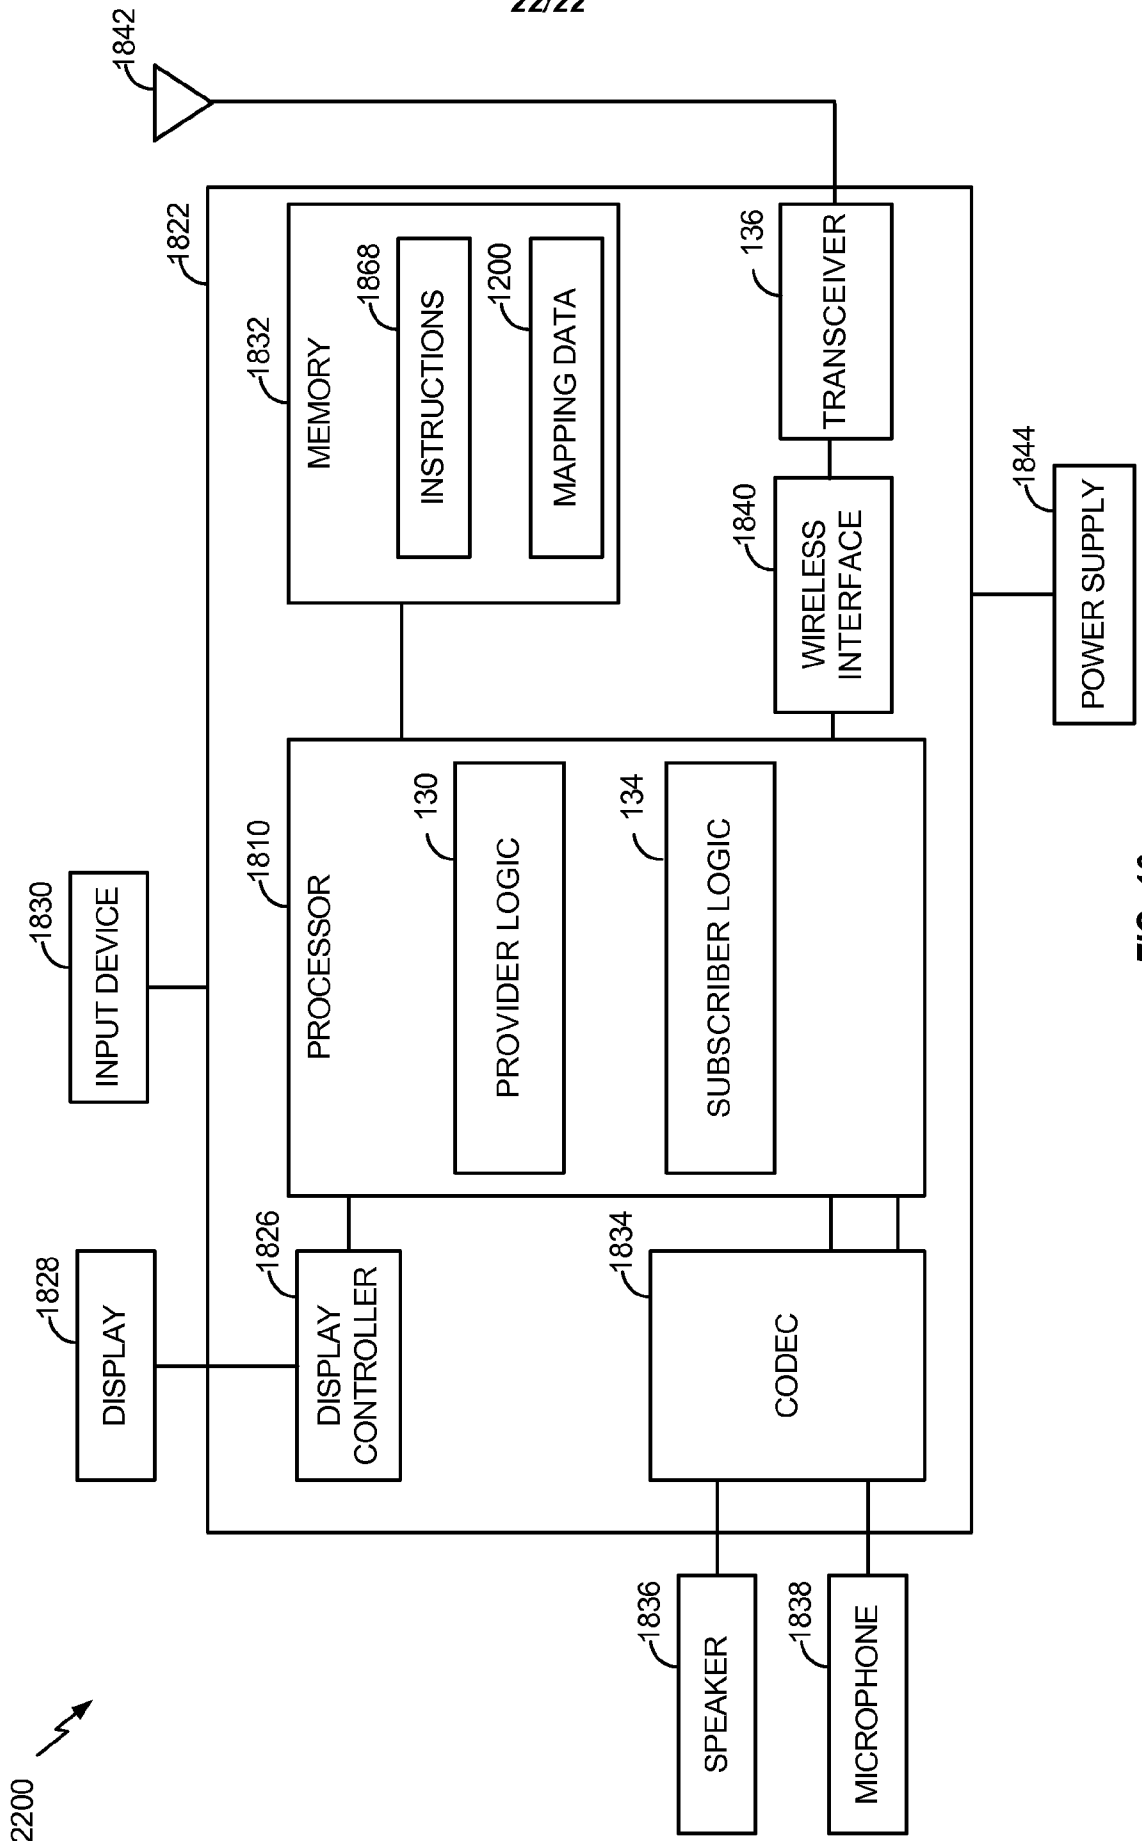 22/22
2200
1828
DISPLAY
1830
INPUT DEVICE
1842
1822
1826
DISPLAY
CONTROLLER
1810
PROCESSOR
130
PROVIDER LOGIC
134
SUBSCRIBER LOGIC
1832
MEMORY
1868
INSTRUCTIONS
1200
MAPPING DATA
1834
CODEC
1840
WIRELESS
INTERFACE
136
TRANSCEIVER
1836
SPEAKER
1838
MICROPHONE
1844
POWER SUPPLY